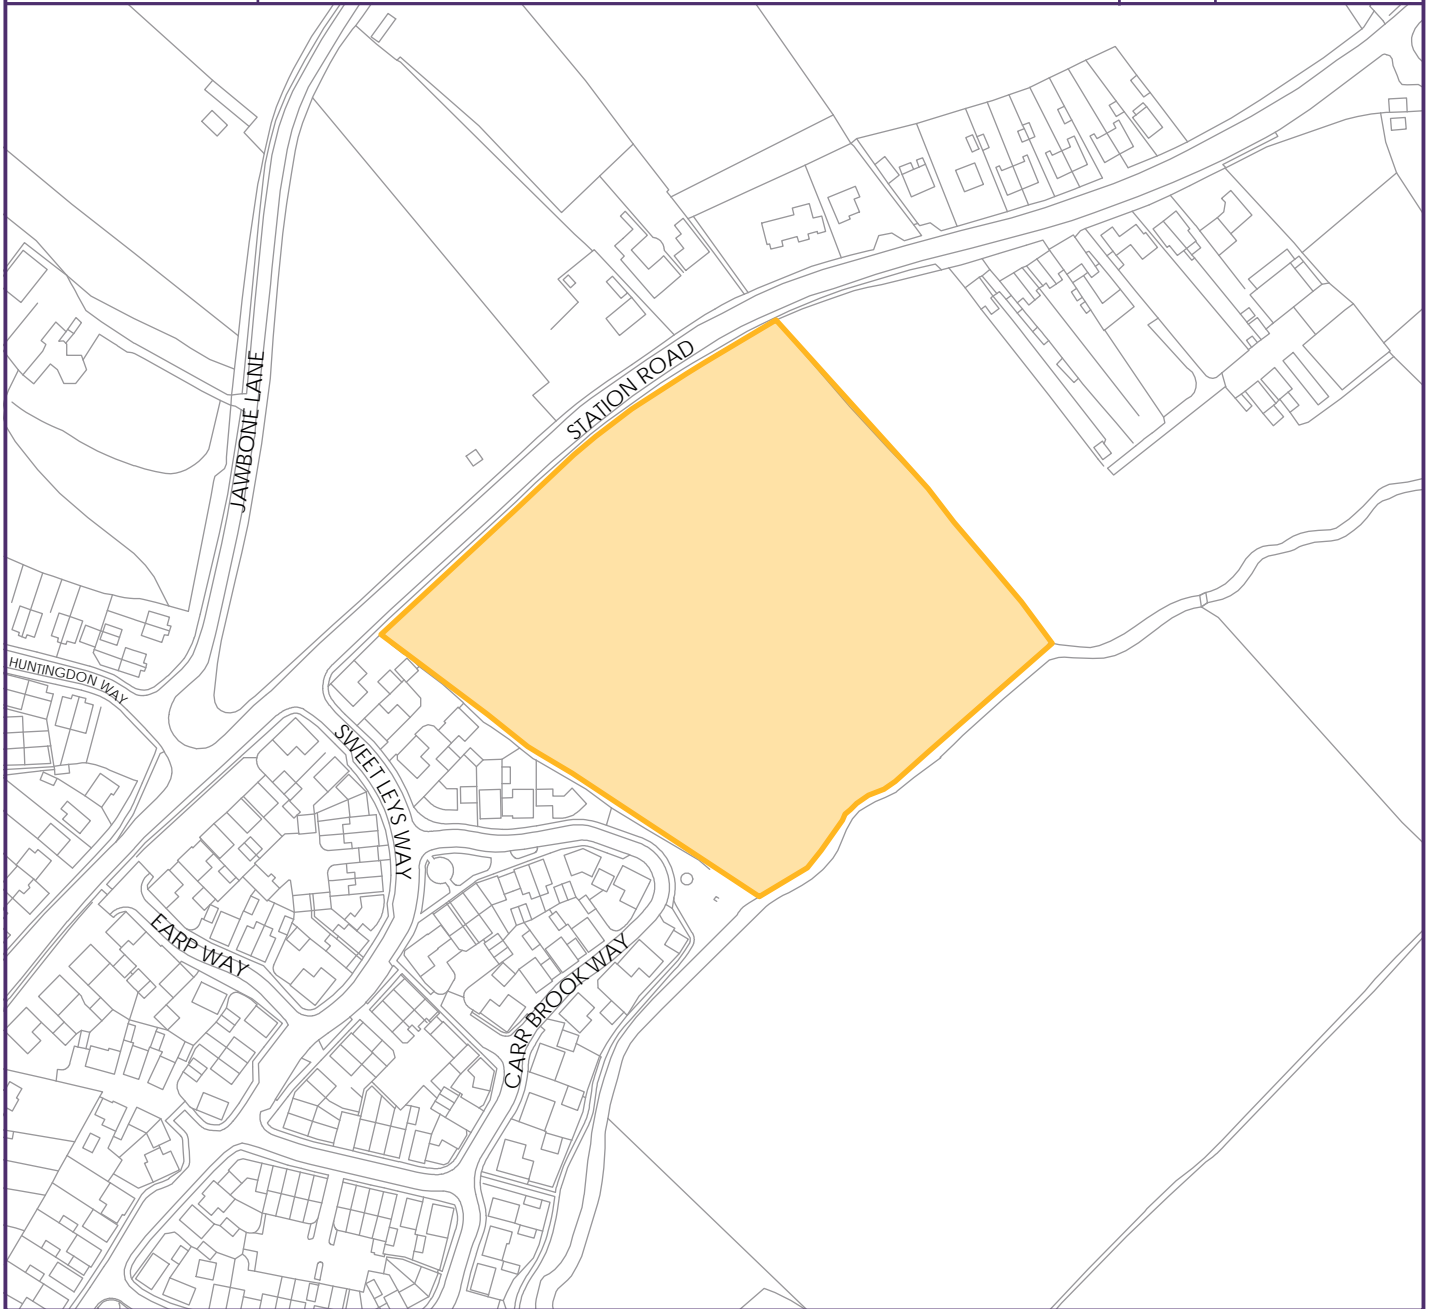 STATION ROAD
JAWBONE LANE
HUNTINGDON WAY
SWEET LEYS WAY
EARP WAY
CARR BROOK WAY